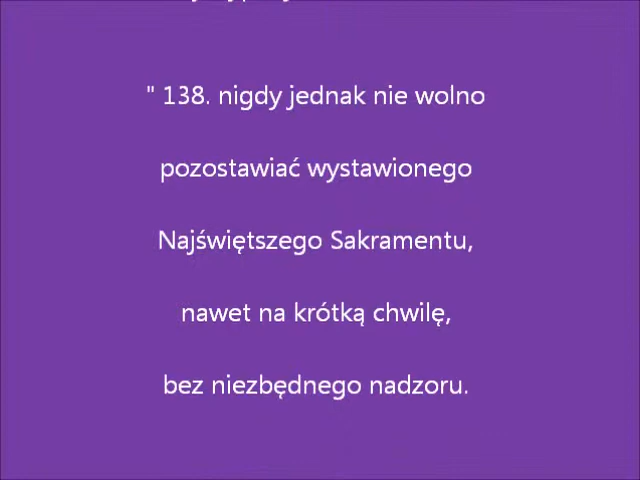 " 138. nigdy jednak nie wolno
pozostawiać wystawionego
Najświętszego Sakramentu,
nawet na krótką chwilę,
bez niezbędnego nadzoru.